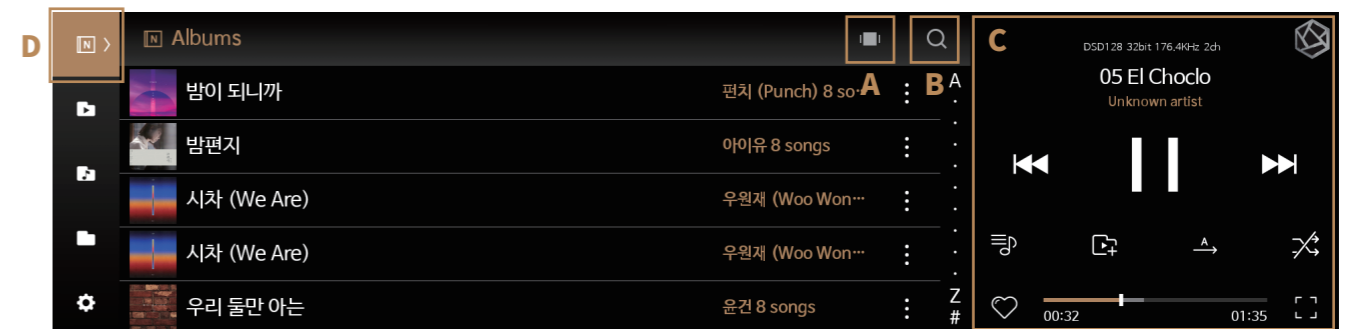 D
N
N Albums
A
B
밤이 되니까
펀치 (Punch) 8 so…
밤편지
아이유 8 songs
시차 (We Are)
우원재 (Woo Won…
시차 (We Are)
우원재 (Woo Won…
우리 둘만 아는
윤건 8 songs
A
Z
#
C
DSD128 32bit 176.4KHz 2ch
05 El Choclo
Unknown artist
A
00:32
01:35